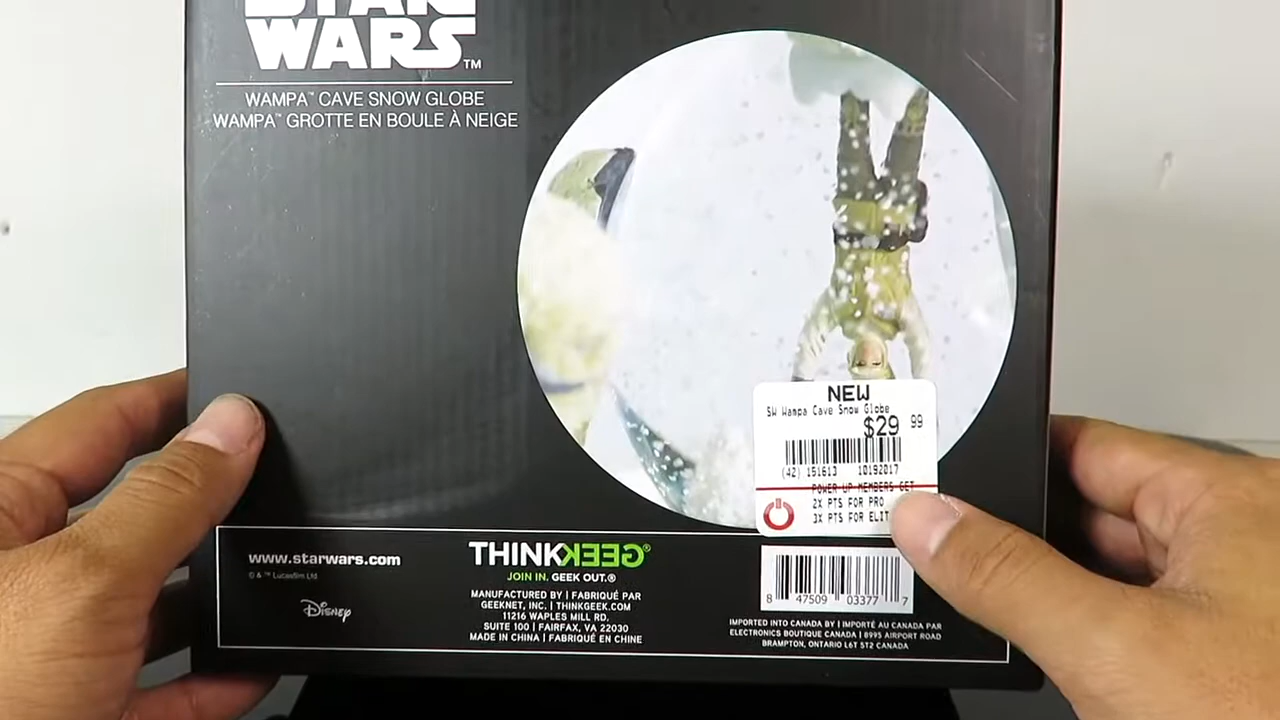 STAR
WARS™
WAMPA™ CAVE SNOW GLOBE
WAMPA™ GROTTE EN BOULE À NEIGE
NEW
SW Wampa Cave Snow Globe
$29 99
(42) 151613 10192017
POWER UP MEMBERS GET
2X PTS FOR PRO
3X PTS FOR ELIT
www.starwars.com
© & ™ Lucasfilm Ltd
Disney
THINKGEEK®
JOIN IN. GEEK OUT.®
MANUFACTURED BY | FABRIQUÉ PAR
GEEKNET, INC. | THINKGEEK.COM
11216 WAPLES MILL RD.
SUITE 100 | FAIRFAX, VA 22030
MADE IN CHINA | FABRIQUÉ EN CHINE
8 47509 03377 7
IMPORTED INTO CANADA BY | IMPORTÉ AU CANADA PAR
ELECTRONICS BOUTIQUE CANADA | 8995 AIRPORT ROAD
BRAMPTON, ONTARIO L6T 5T2 CANADA